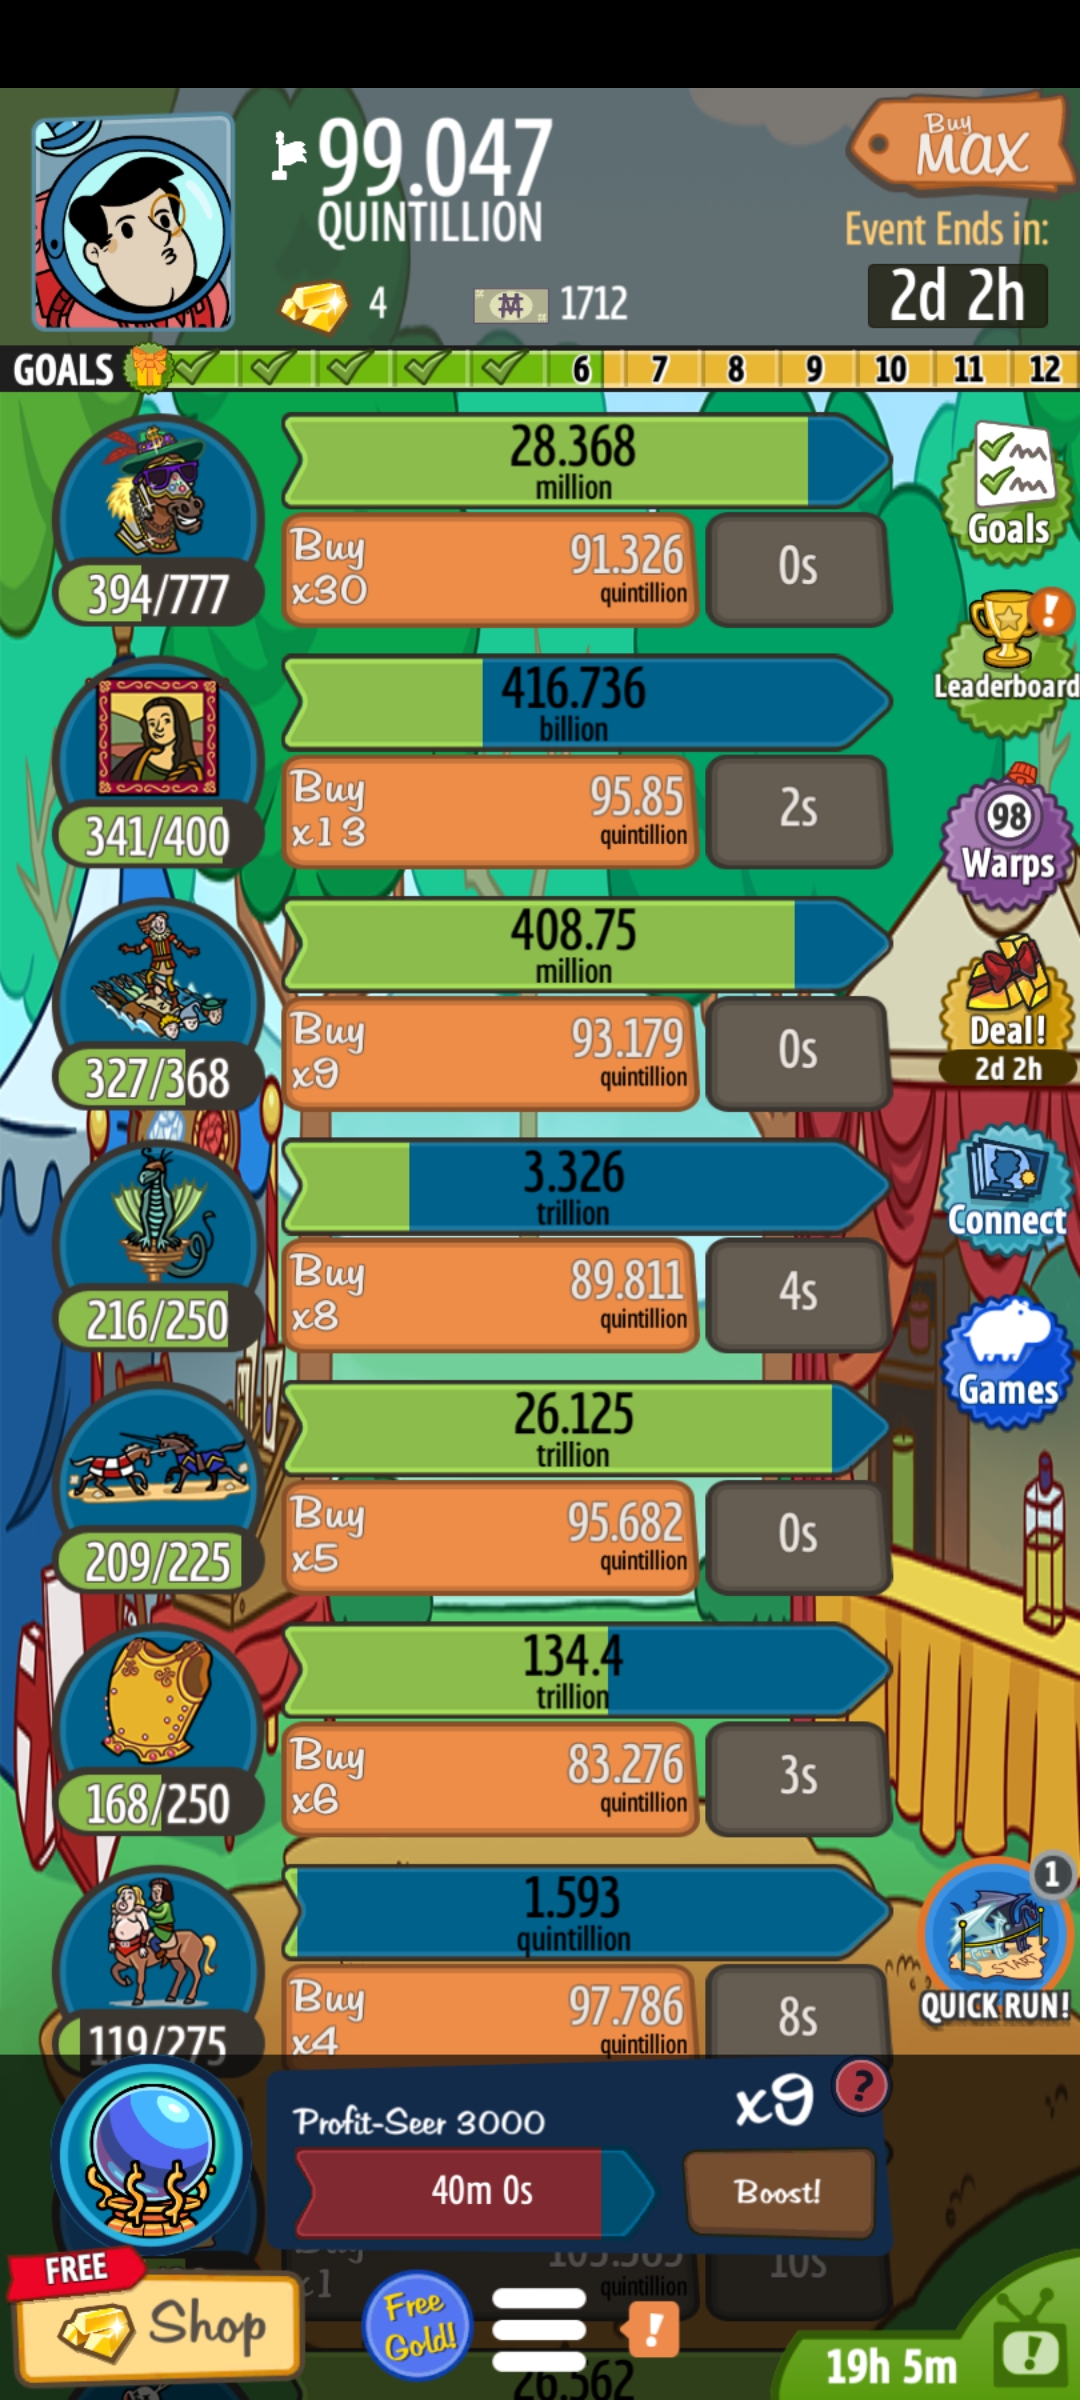 99.047
QUINTILLION
Buy
MAX
Event Ends in:
2d 2h
4
1712
GOALS
6 7 8 9 10 11 12
28.368
million
394/777
Buy
x30
91.326
quintillion
0s
Goals
416.736
billion
341/400
Buy
x13
95.85
quintillion
2s
!
Leaderboard
98
Warps
408.75
million
327/368
Buy
x9
93.179
quintillion
0s
Deal!
2d 2h
3.326
trillion
216/250
Buy
x8
89.811
quintillion
4s
Connect
26.125
trillion
209/225
Buy
x5
95.682
quintillion
0s
Games
134.4
trillion
168/250
Buy
x6
83.276
quintillion
3s
1.593
quintillion
119/275
Buy
x4
97.786
quintillion
8s
1
START
QUICK RUN!
Profit-Seer 3000
x9
?
40m 0s
Boost!
Buy
x1
quintillion
10s
FREE
Shop
Free
Gold!
!
19h 5m
!
26.562